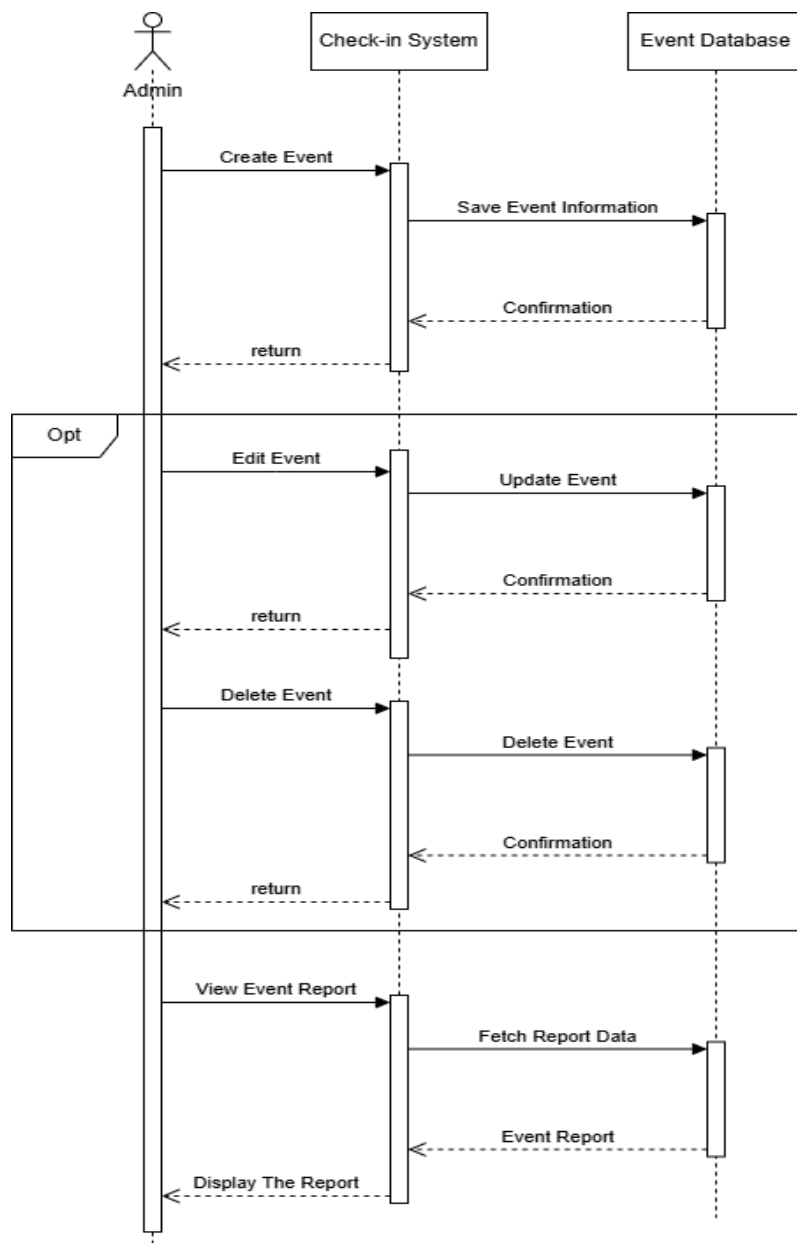 Check-in System
Event Database
Admin
Create Event
Save Event Information
Confirmation
return
Opt
Edit Event
Update Event
Confirmation
return
Delete Event
Delete Event
Confirmation
return
View Event Report
Fetch Report Data
Event Report
Display The Report